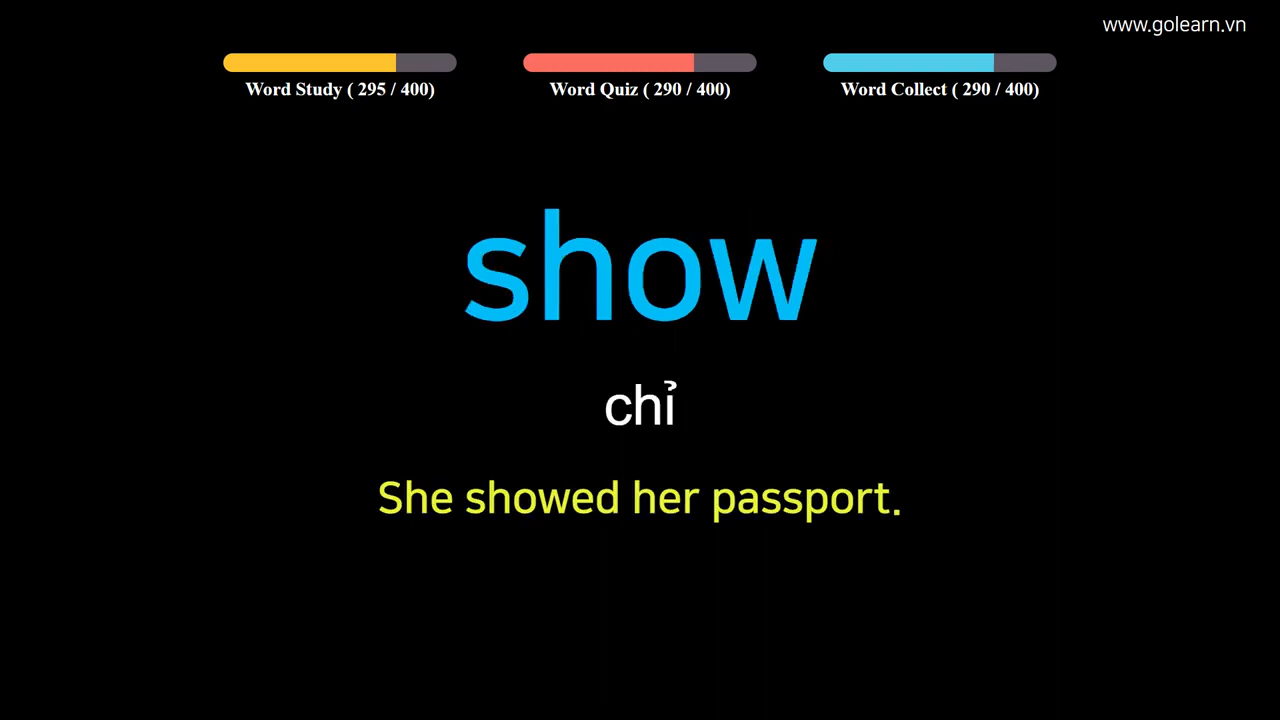 www.golearn.vn
Word Study ( 295 / 400)
Word Quiz ( 290 / 400)
Word Collect ( 290 / 400)
show
chỉ
She showed her passport.